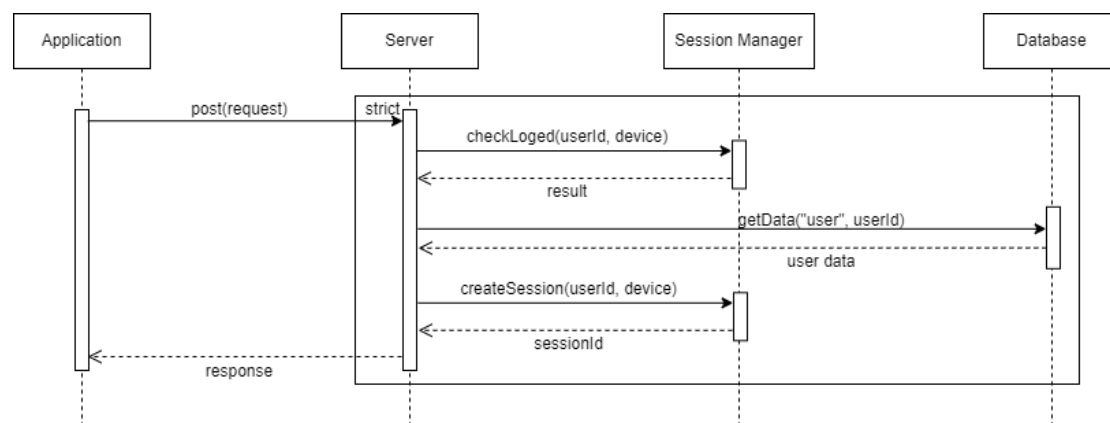 Application
Server
Session Manager
Database
post(request)
strict
checkLoged(userId, device)
result
getData("user", userId)
user data
createSession(userId, device)
sessionId
response